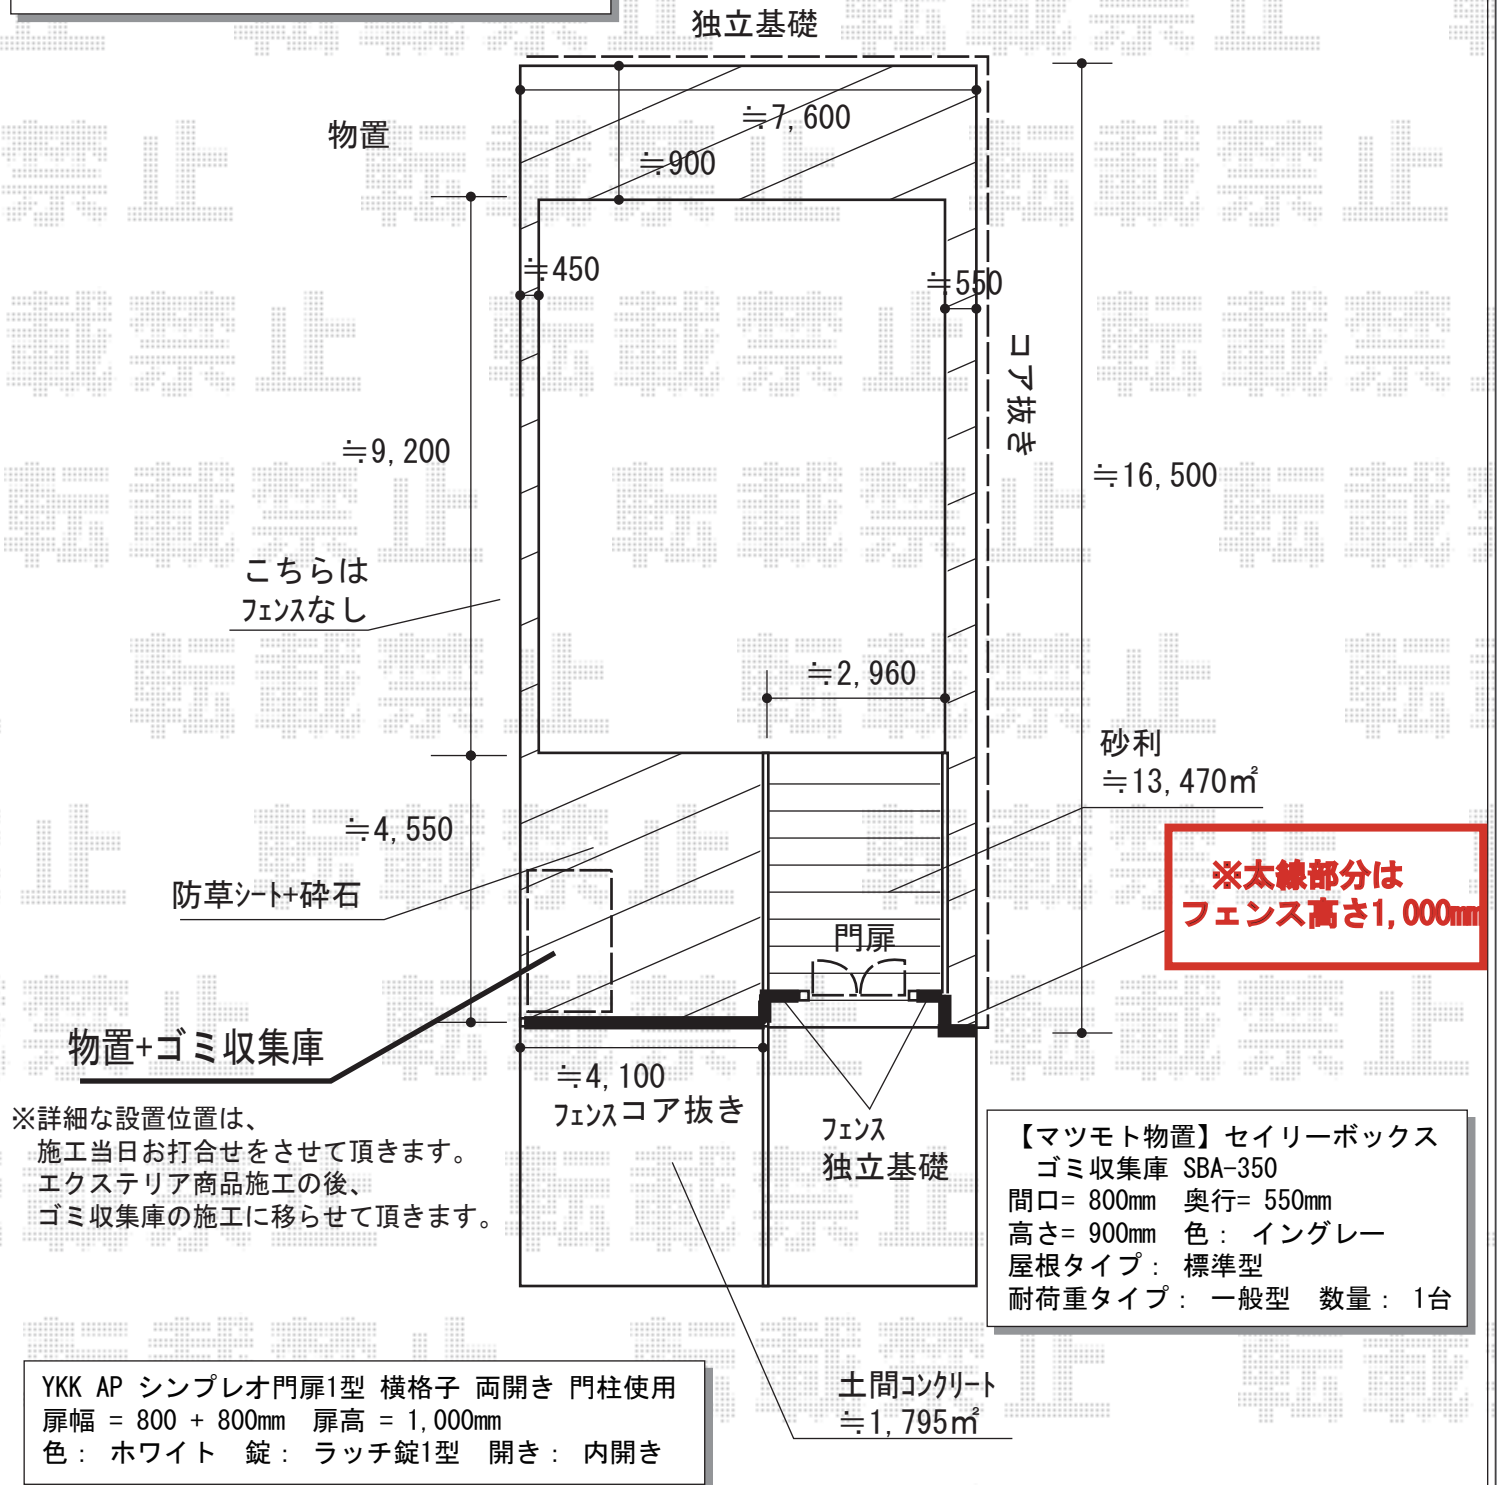 独立基礎
物置
≒7,600
≒900
≒450
≒550
コア抜き
≒9,200
≒16,500
こちらは
フェンスなし
≒2,960
砂利
≒13,470㎡
≒4,550
※太線部分は
フェンス高さ1,000mm
防草シート+砕石
門扉
物置+ゴミ収集庫
≒4,100
フェンスコア抜き
フェンス
独立基礎
※詳細な設置位置は、
施工当日お打合せをさせて頂きます。
エクステリア商品施工の後、
ゴミ収集庫の施工に移らせて頂きます。
【マツモト物置】セイリーボックス
ゴミ収集庫 SBA-350
間口= 800mm 奥行= 550mm
高さ= 900mm 色： イングレー
屋根タイプ： 標準型
耐荷重タイプ： 一般型 数量： 1台
土間コンクリート
≒1,795㎡
YKK AP シンプレオ門扉1型 横格子 両開き 門柱使用
扉幅 = 800 + 800mm 扉高 = 1,000mm
色： ホワイト 錠： ラッチ錠1型 開き： 内開き
転載禁止